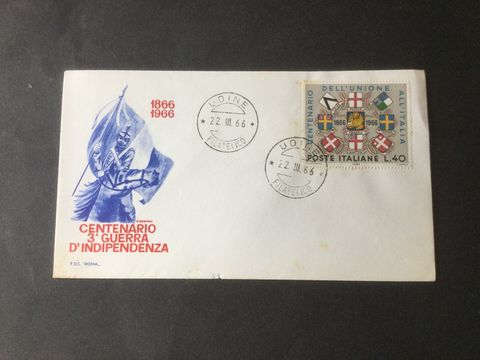 1866
1966
CENTENARIO
3ª GUERRA
D'INDIPENDENZA
F.D.C. "ROMA"
UDINE
* 22.III.66 *
FILATELICO
UDINE
* 22.III.66
FILATELICO
CENTENARIO DELL'UNIONE ALL'ITALIA
1866 1966
POSTE ITALIANE L.40